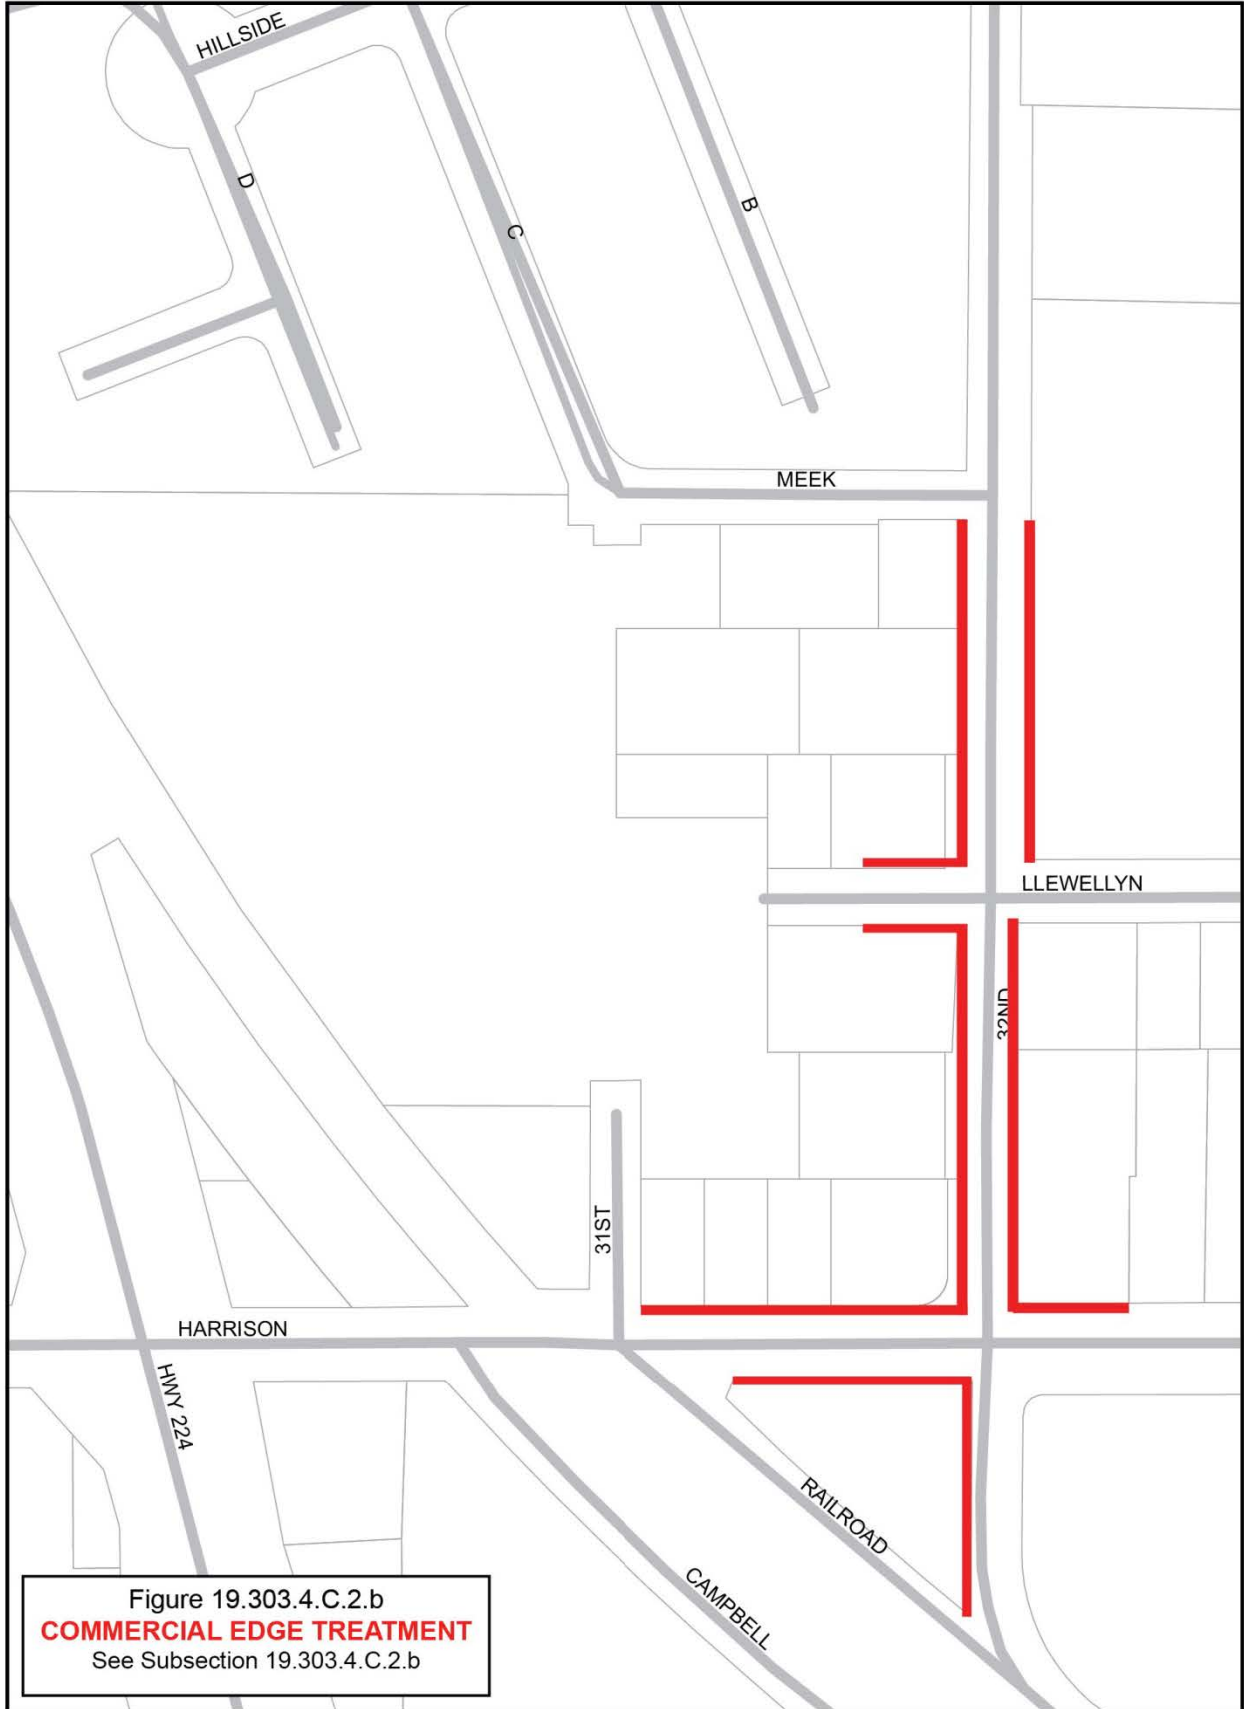 HILLSIDE
D
C
B
MEEK
LLEWELLYN
32ND
31ST
HARRISON
HWY 224
RAILROAD
CAMPBELL
Figure 19.303.4.C.2.b
COMMERCIAL EDGE TREATMENT
See Subsection 19.303.4.C.2.b